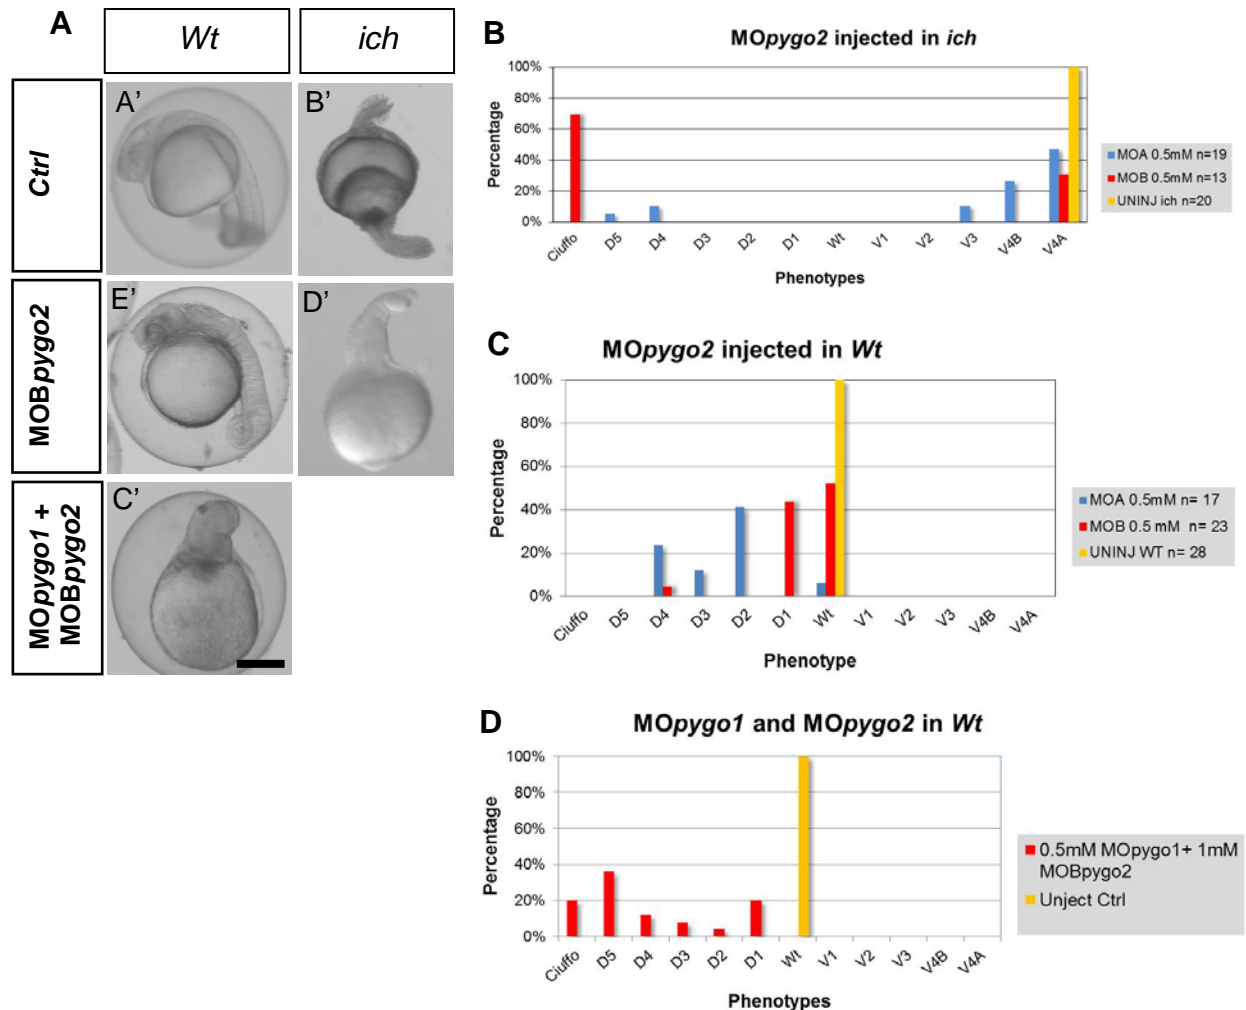 A
Wt
ich
Ctrl
A’
B’
MOBpygo2
E’
D’
MOpygo1 +
MOBpygo2
C’
B
MOpygo2 injected in ich
Percentage
100%
80%
60%
40%
20%
0%
Ciuffo
D5
D4
D3
D2
D1
Wt
V1
V2
V3
V4B
V4A
Phenotypes
MOA 0.5mM n=19
MOB 0.5mM n=13
UNINJ ich n=20
C
MOpygo2 injected in Wt
Percentage
100%
80%
60%
40%
20%
0%
Ciuffo
D5
D4
D3
D2
D1
Wt
V1
V2
V3
V4B
V4A
Phenotype
MOA 0.5mM n= 17
MOB 0.5 mM n= 23
UNINJ WT n= 28
D
MOpygo1 and MOpygo2 in Wt
Percentage
100%
80%
60%
40%
20%
0%
Ciuffo
D5
D4
D3
D2
D1
Wt
V1
V2
V3
V4B
V4A
Phenotypes
0.5mM MOpygo1+ 1mM
MOBpygo2
Unject Ctrl